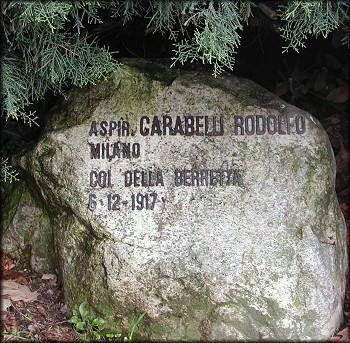 ASPIR. CARABELLI RODOLFO
MILANO
COL DELLA BERRETTA
6-12-1917